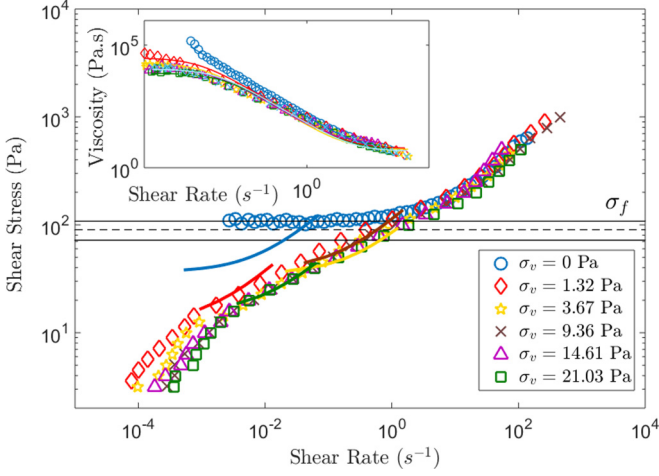 10^4
10^3
10^2
10^1
Shear Stress (Pa)
10^-4
10^-2
10^0
10^2
10^4
Shear Rate (s^-1)
10^5
10^0
Viscosity (Pa.s)
Shear Rate (s^-1)
10^0
σ_f
σ_v = 0 Pa
σ_v = 1.32 Pa
σ_v = 3.67 Pa
σ_v = 9.36 Pa
σ_v = 14.61 Pa
σ_v = 21.03 Pa